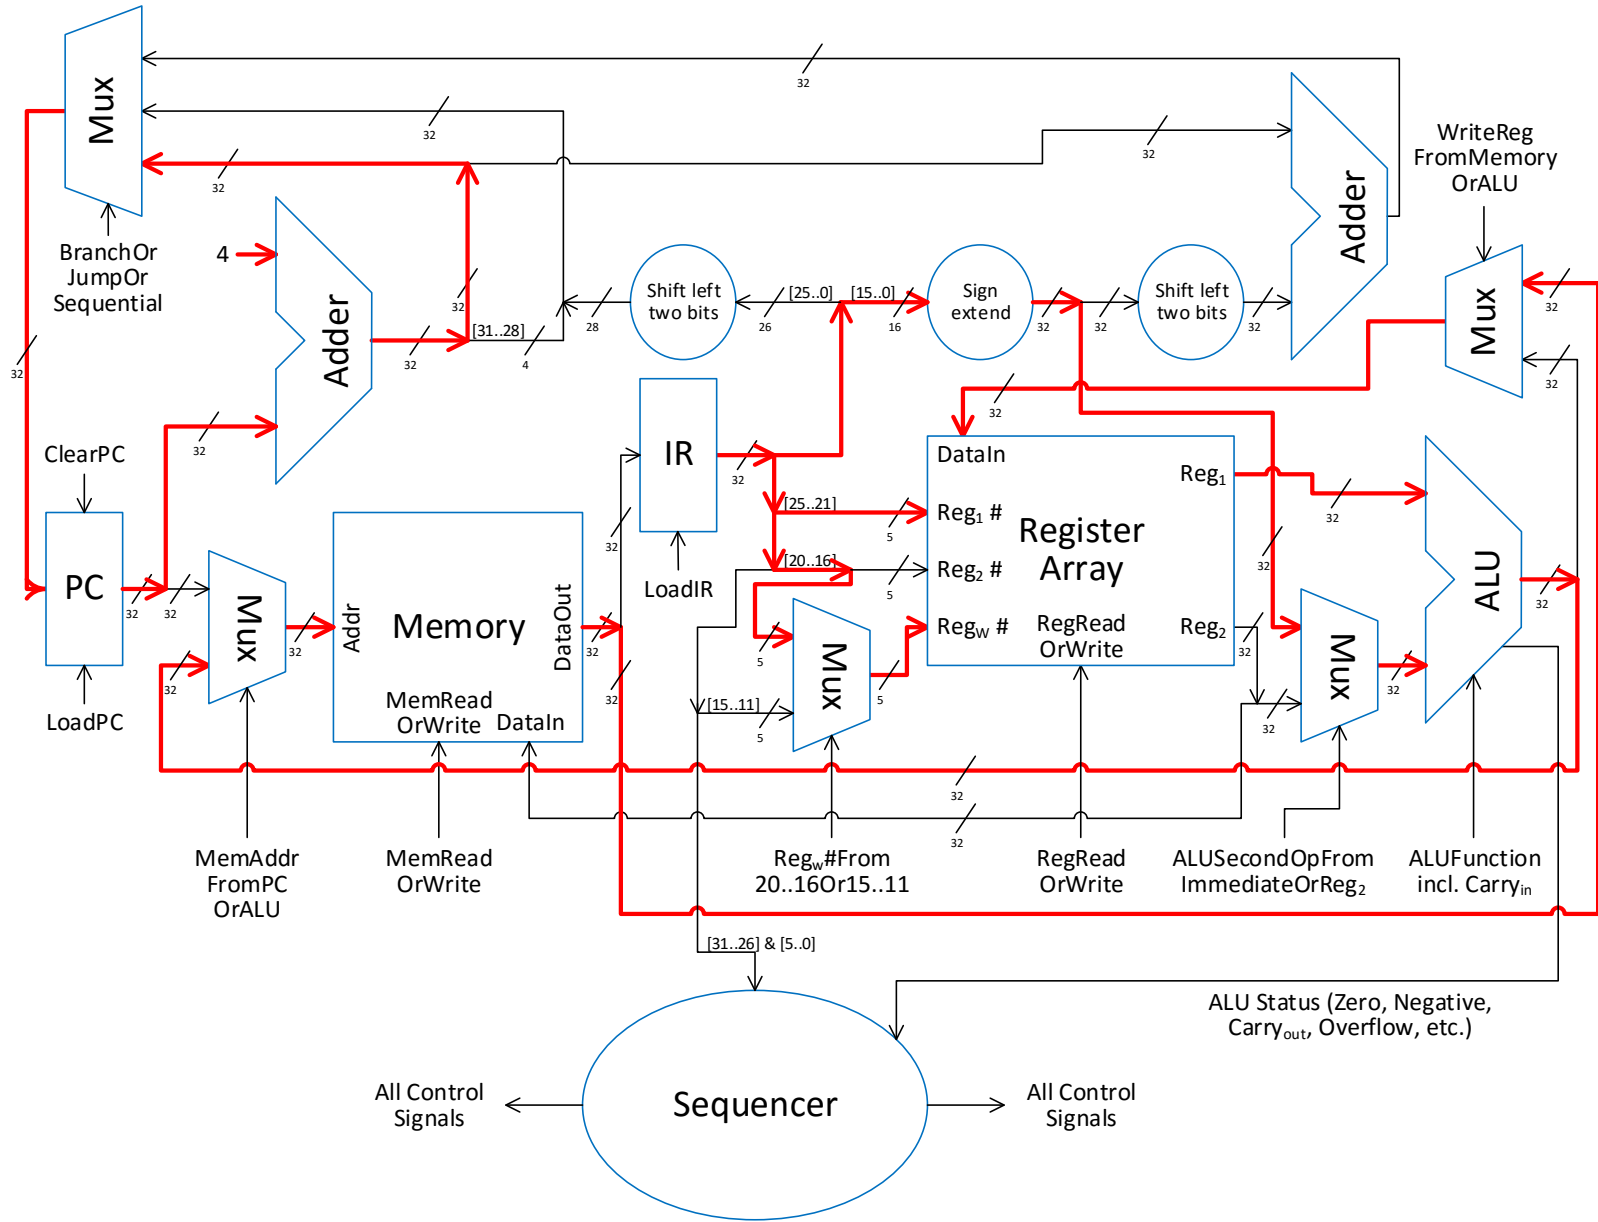 Mux
32
32
32
WriteReg
FromMemory
OrALU
32
32
BranchOr
JumpOr
Sequential
4
Adder
32
32
[31..28]
4
28
Shift left
two bits
[25..0]
26
[15..0]
16
Sign
extend
32
32
Shift left
two bits
32
Adder
Mux
32
32
32
32
ClearPC
32
IR
32
LoadIR
32
DataIn
Reg1 #
Reg2 #
RegW #
Register
Array
RegRead
OrWrite
Reg1
Reg2
[25..21]
5
[20..16]
5
32
32
32
ALU
32
PC
LoadPC
32
32
32
Mux
32
Addr
Memory
DataOut
MemRead
OrWrite
DataIn
32
32
5
[15..11]
5
Mux
5
32
Mux
32
32
32
MemAddr
FromPC
OrALU
MemRead
OrWrite
Regw#From
20..16Or15..11
RegRead
OrWrite
ALUSecondOpFrom
ImmediateOrReg2
ALUFunction
incl. Carryin
[31..26] & [5..0]
ALU Status (Zero, Negative,
Carryout, Overflow, etc.)
All Control
Signals
Sequencer
All Control
Signals